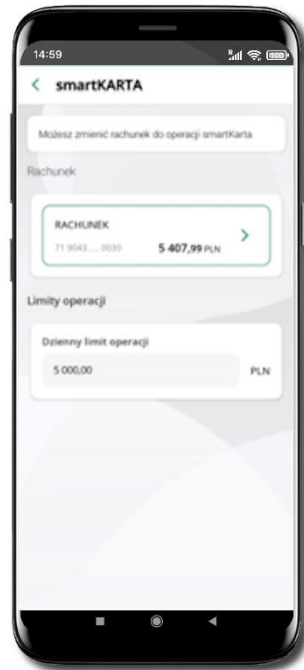 14:59
smartKARTA
Możesz zmienić rachunek do operacji smartKarta
Rachunek
RACHUNEK
71 9043 .... 0030 5 407,99 PLN
Limity operacji
Dzienny limit operacji
5 000,00 PLN